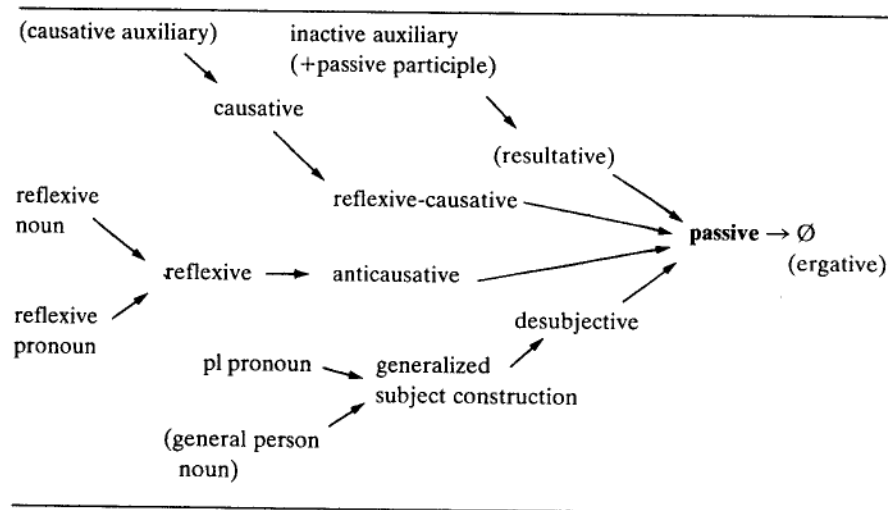 (causative auxiliary)
inactive auxiliary
(+passive participle)
causative
(resultative)
reflexive
noun
reflexive-causative
passive → Ø
(ergative)
reflexive
anticausative
reflexive
pronoun
desubjective
pl pronoun
generalized
subject construction
(general person
noun)